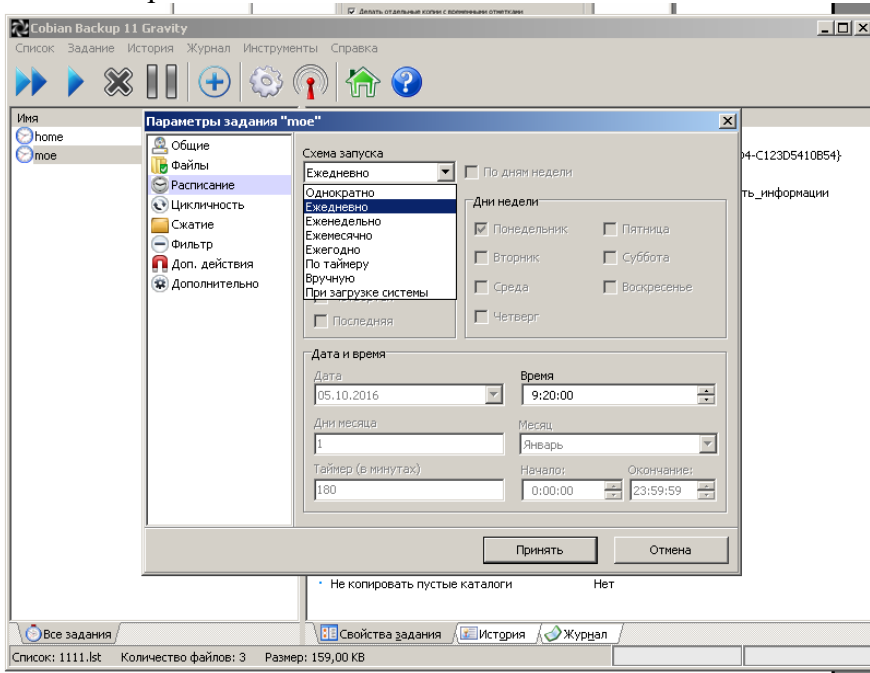 Делать отдельные копии с временными отметками
Cobian Backup 11 Gravity
Список Задание История Журнал Инструменты Справка
Имя
home
moe
Параметры задания "moe"
Общие
Файлы
Расписание
Цикличность
Сжатие
Фильтр
Доп. действия
Дополнительно
Схема запуска
Ежедневно
По дням недели
Однократно
Ежедневно
Еженедельно
Ежемесячно
Ежегодно
По таймеру
Вручную
При загрузке системы
Последняя
Дни недели
Понедельник Пятница
Вторник Суббота
Среда Воскресенье
Четверг
Дата и время
Дата Время
05.10.2016 9:20:00
Дни месяца Месяц
1 Январь
Таймер (в минутах) Начало: Окончание:
180 0:00:00 23:59:59
Принять Отмена
04-C123D5410B54}
ть_информации
Не копировать пустые каталоги Нет
Все задания Свойства задания История Журнал
Список: 1111.lst Количество файлов: 3 Размер: 159,00 KB